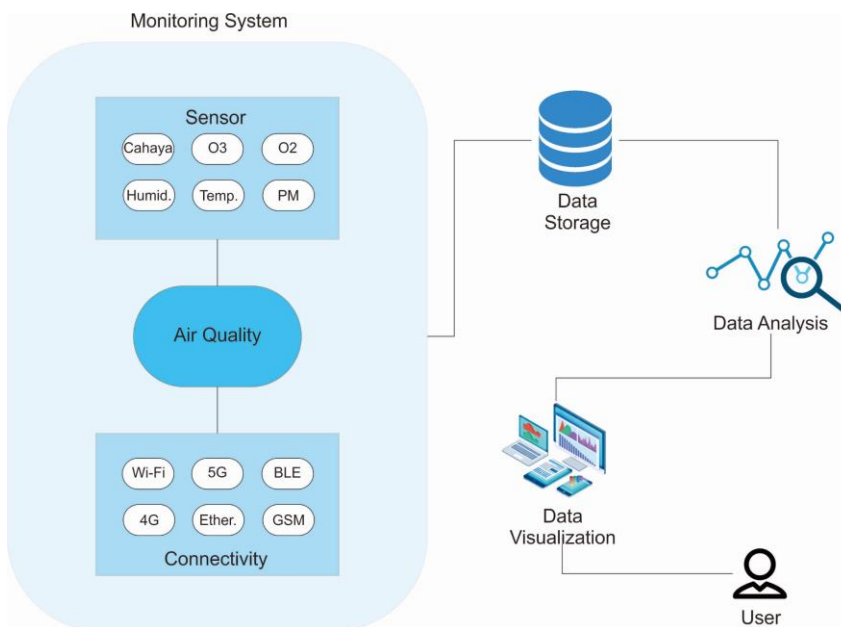 Monitoring System
Sensor
Cahaya O3 O2
Humid. Temp. PM
Air Quality
Wi-Fi 5G BLE
4G Ether. GSM
Connectivity
Data
Storage
Data Analysis
Data
Visualization
User